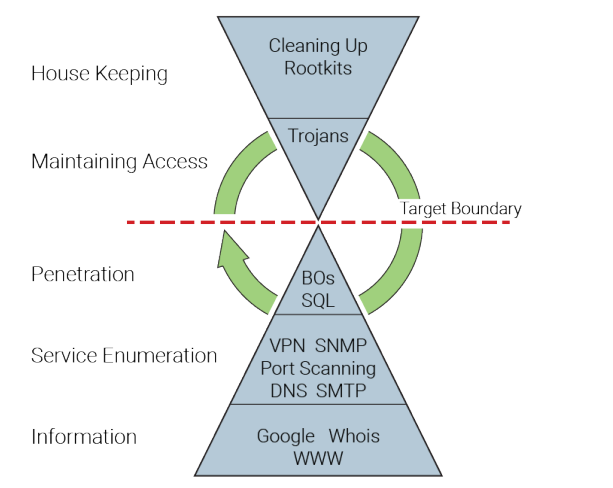 House Keeping
Cleaning Up
Rootkits
Maintaining Access
Trojans
Target Boundary
Penetration
BOs
SQL
Service Enumeration
VPN SNMP
Port Scanning
DNS SMTP
Information
Google Whois
WWW